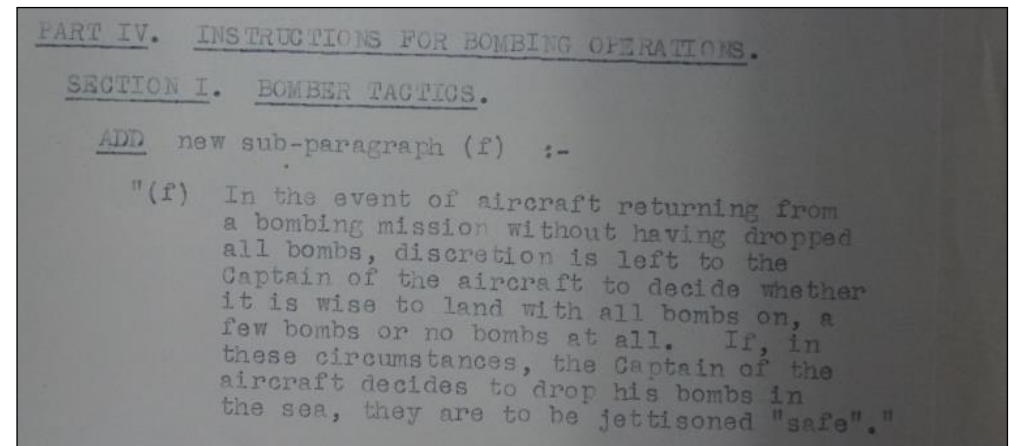 PART IV. INSTRUCTIONS FOR BOMBING OPERATIONS.
SECTION I. BOMBER TACTICS.
ADD new sub-paragraph (f) :-
"(f) In the event of aircraft returning from
a bombing mission without having dropped
all bombs, discretion is left to the
Captain of the aircraft to decide whether
it is wise to land with all bombs on, a
few bombs or no bombs at all. If, in
these circumstances, the Captain of the
aircraft decides to drop his bombs in
the sea, they are to be jettisoned "safe"."